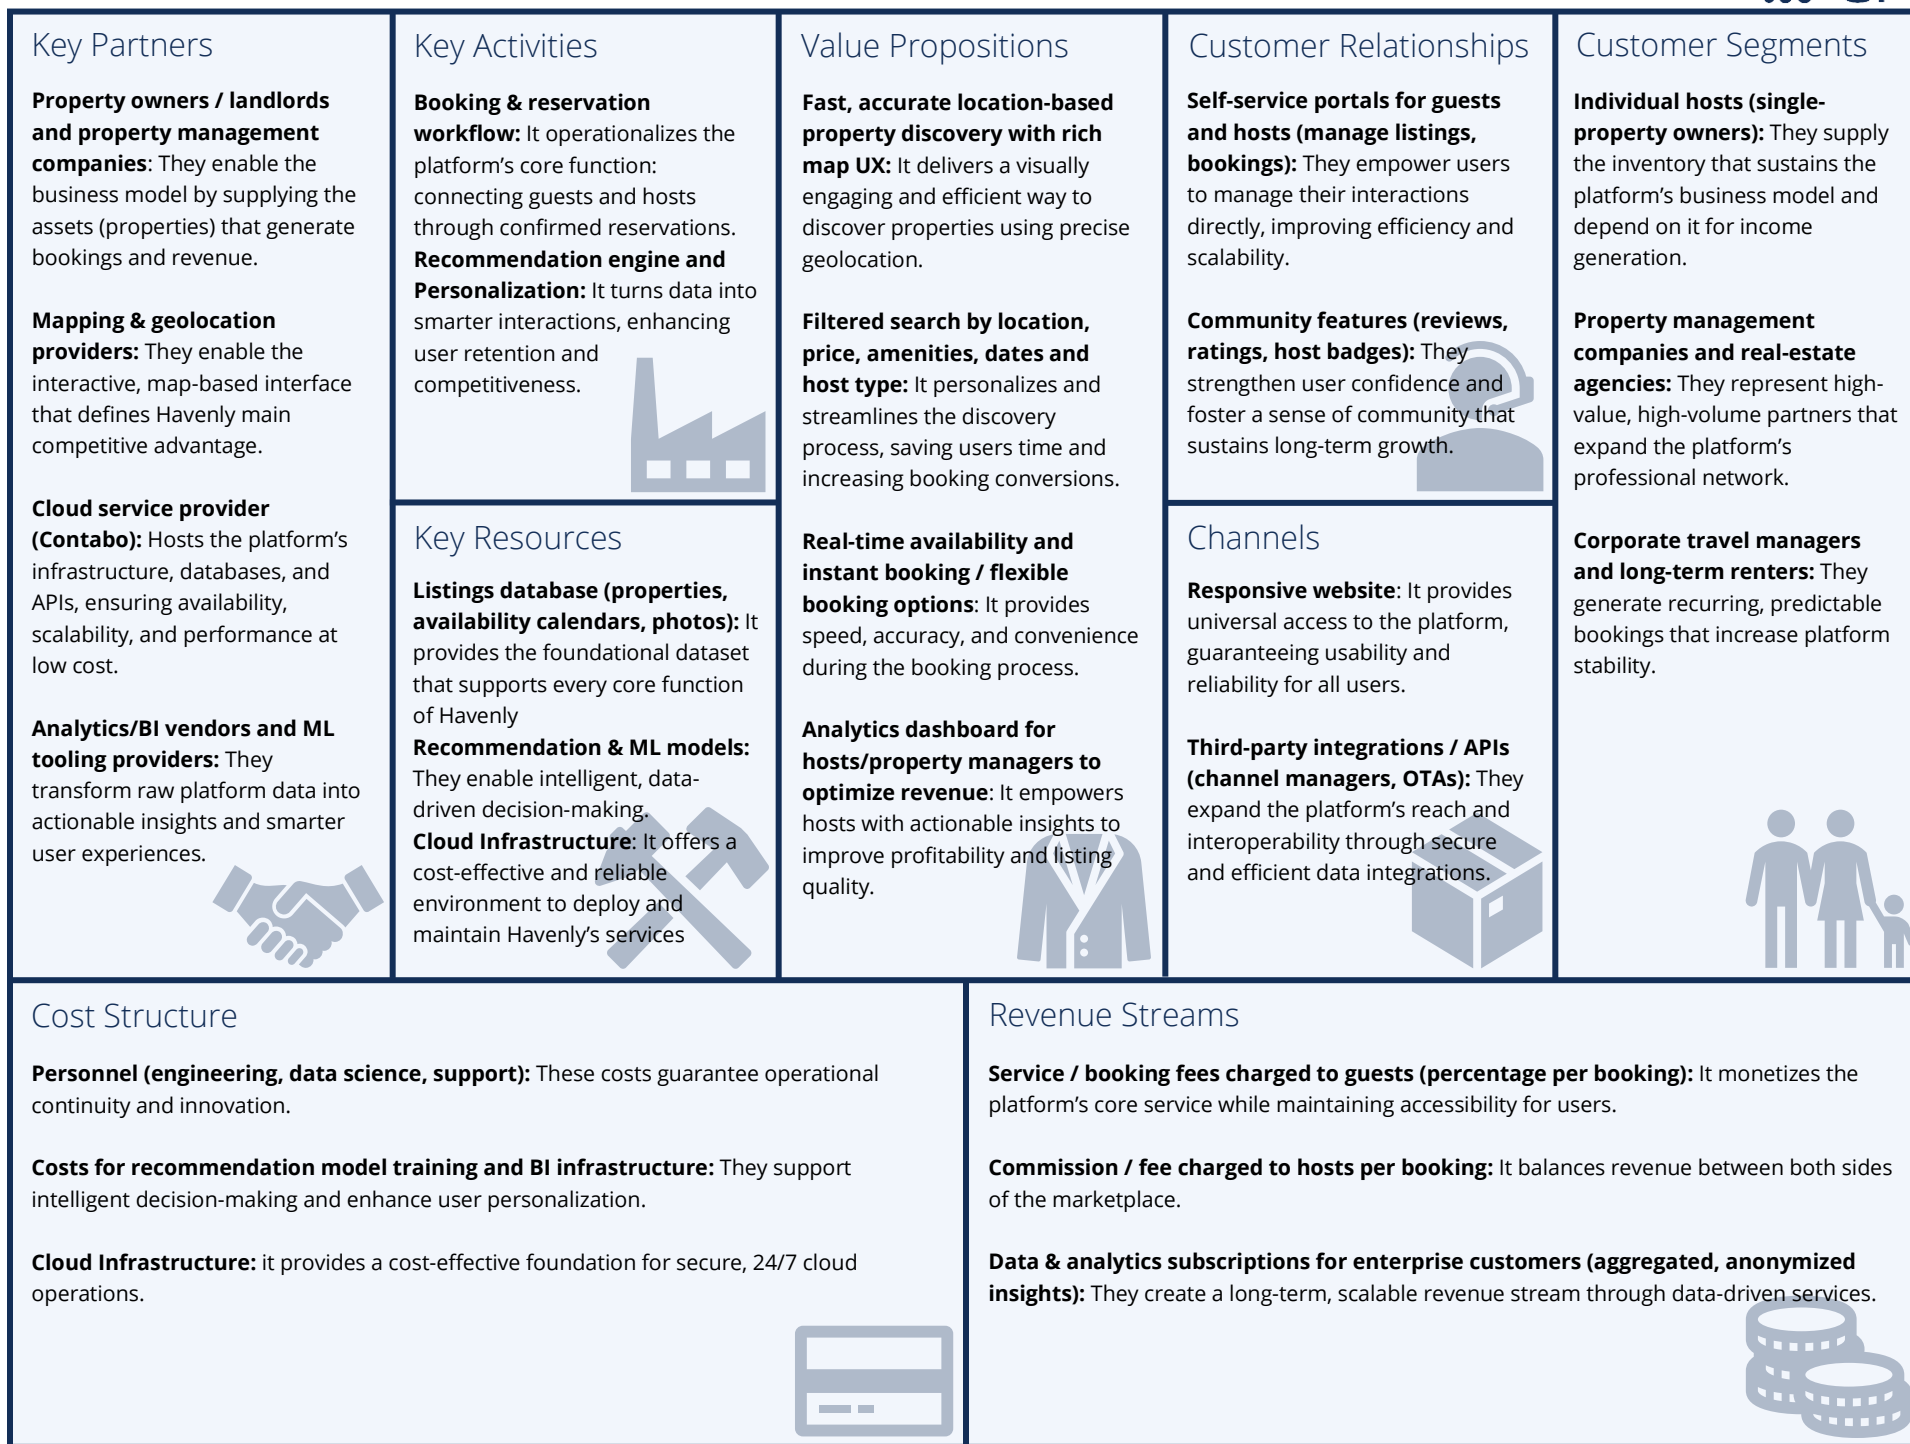 Key Partners
Property owners / landlords
and property management
companies: They enable the
business model by supplying the
assets (properties) that generate
bookings and revenue.
Mapping & geolocation
providers: They enable the
interactive, map-based interface
that defines Havenly main
competitive advantage.
Cloud service provider
(Contabo): Hosts the platform's
infrastructure, databases, and
APIs, ensuring availability,
scalability, and performance at
low cost.
Analytics/BI vendors and ML
tooling providers: They
transform raw platform data into
actionable insights and smarter
user experiences.
Key Activities
Booking & reservation
workflow: It operationalizes the
platform's core function:
connecting guests and hosts
through confirmed reservations.
Recommendation engine and
Personalization: It turns data into
smarter interactions, enhancing
user retention and
competitiveness.
Key Resources
Listings database (properties,
availability calendars, photos): It
provides the foundational dataset
that supports every core function
of Havenly
Recommendation & ML models:
They enable intelligent, data-
driven decision-making.
Cloud Infrastructure: It offers a
cost-effective and reliable
environment to deploy and
maintain Havenly's services
Value Propositions
Fast, accurate location-based
property discovery with rich
map UX: It delivers a visually
engaging and efficient way to
discover properties using precise
geolocation.
Filtered search by location,
price, amenities, dates and
host type: It personalizes and
streamlines the discovery
process, saving users time and
increasing booking conversions.
Real-time availability and
instant booking / flexible
booking options: It provides
speed, accuracy, and convenience
during the booking process.
Analytics dashboard for
hosts/property managers to
optimize revenue: It empowers
hosts with actionable insights to
improve profitability and listing
quality.
Customer Relationships
Self-service portals for guests
and hosts (manage listings,
bookings): They empower users
to manage their interactions
directly, improving efficiency and
scalability.
Community features (reviews,
ratings, host badges): They
strengthen user confidence and
foster a sense of community that
sustains long-term growth.
Channels
Responsive website: It provides
universal access to the platform,
guaranteeing usability and
reliability for all users.
Third-party integrations / APIs
(channel managers, OTAs): They
expand the platform's reach and
interoperability through secure
and efficient data integrations.
Customer Segments
Individual hosts (single-
property owners): They supply
the inventory that sustains the
platform's business model and
depend on it for income
generation.
Property management
companies and real-estate
agencies: They represent high-
value, high-volume partners that
expand the platform's
professional network.
Corporate travel managers
and long-term renters: They
generate recurring, predictable
bookings that increase platform
stability.
Cost Structure
Personnel (engineering, data science, support): These costs guarantee operational
continuity and innovation.
Costs for recommendation model training and BI infrastructure: They support
intelligent decision-making and enhance user personalization.
Cloud Infrastructure: it provides a cost-effective foundation for secure, 24/7 cloud
operations.
Revenue Streams
Service / booking fees charged to guests (percentage per booking): It monetizes the
platform's core service while maintaining accessibility for users.
Commission / fee charged to hosts per booking: It balances revenue between both sides
of the marketplace.
Data & analytics subscriptions for enterprise customers (aggregated, anonymized
insights): They create a long-term, scalable revenue stream through data-driven services.